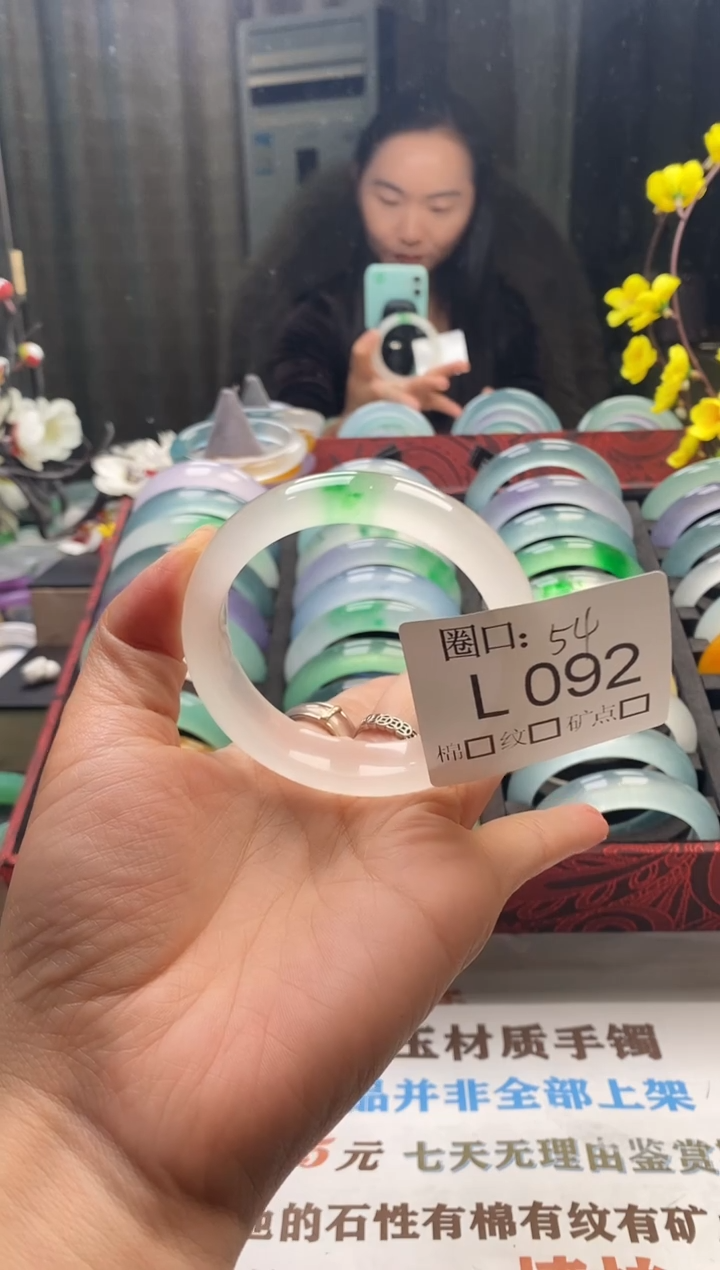 圈口: 54
L 092
棉□ 纹□ 矿点□
玉材质手镯
品并非全部上架
5元 七天无理由鉴赏
的石性有棉有纹有矿